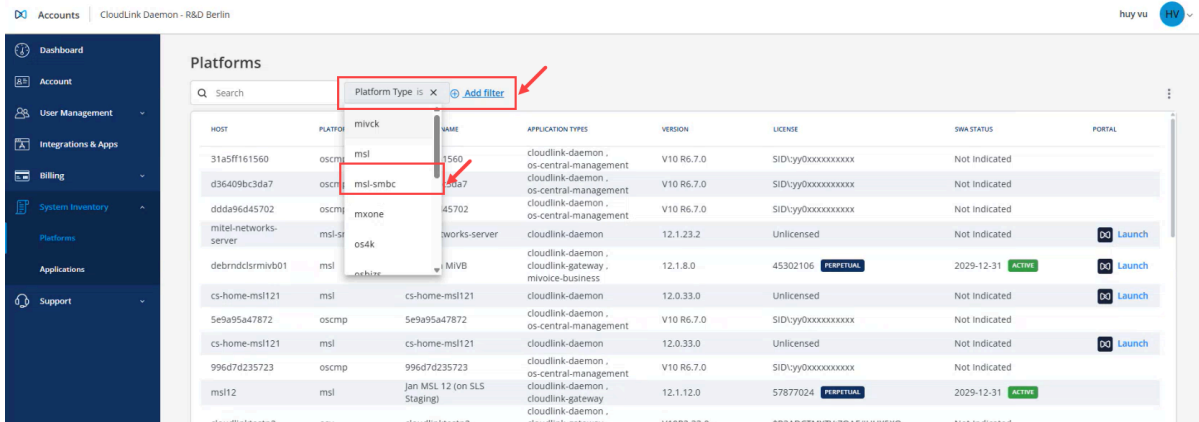 Accounts CloudLink Daemon - R&D Berlin huy vu HV
Dashboard
Account
User Management
Integrations & Apps
Billing
System Inventory
Platforms
Applications
Support
Platforms
Search Platform Type is × Add filter
mivck
msl
msl-smbc
mxone
os4k
HOST PLATFO NAME APPLICATION TYPES VERSION LICENSE SWA STATUS PORTAL
31a5ff161560 oscmp 1560 cloudlink-daemon , V10 R6.7.0 SID\:yy0xxxxxxxxxx Not Indicated
os-central-management
d36409bc3da7 oscm 3da7 cloudlink-daemon , V10 R6.7.0 SID\:yy0xxxxxxxxxx Not Indicated
os-central-management
ddda96d45702 oscmp 45702 cloudlink-daemon , V10 R6.7.0 SID\:yy0xxxxxxxxxx Not Indicated
os-central-management
mitel-networks- msl-s tworks-server cloudlink-daemon 12.1.23.2 Unlicensed Not Indicated Launch
server
debrndclsrmivb01 msl MiVB cloudlink-daemon , 12.1.8.0 45302106 PERPETUAL 2029-12-31 ACTIVE Launch
cloudlink-gateway ,
mivoice-business
cs-home-msl121 msl cs-home-msl121 cloudlink-daemon 12.0.33.0 Unlicensed Not Indicated Launch
5e9a95a47872 oscmp 5e9a95a47872 cloudlink-daemon , V10 R6.7.0 SID\:yy0xxxxxxxxxx Not Indicated
os-central-management
cs-home-msl121 msl cs-home-msl121 cloudlink-daemon 12.0.33.0 Unlicensed Not Indicated Launch
996d7d235723 oscmp 996d7d235723 cloudlink-daemon , V10 R6.7.0 SID\:yy0xxxxxxxxxx Not Indicated
os-central-management
msl12 msl Jan MSL 12 (on SLS cloudlink-daemon , 12.1.12.0 57877024 PERPETUAL 2029-12-31 ACTIVE
Staging) cloudlink-gateway
cloudlink-daemon ,